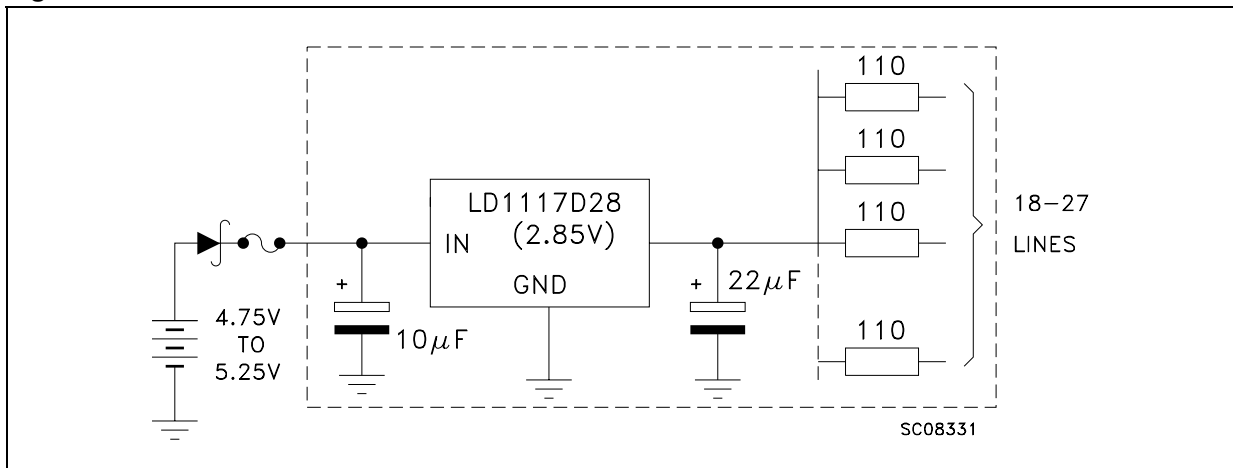 110
110
LD1117D28
(2.85V)
IN
GND
110
18-27
LINES
+
10μF
+
22μF
4.75V
TO
5.25V
110
SC08331